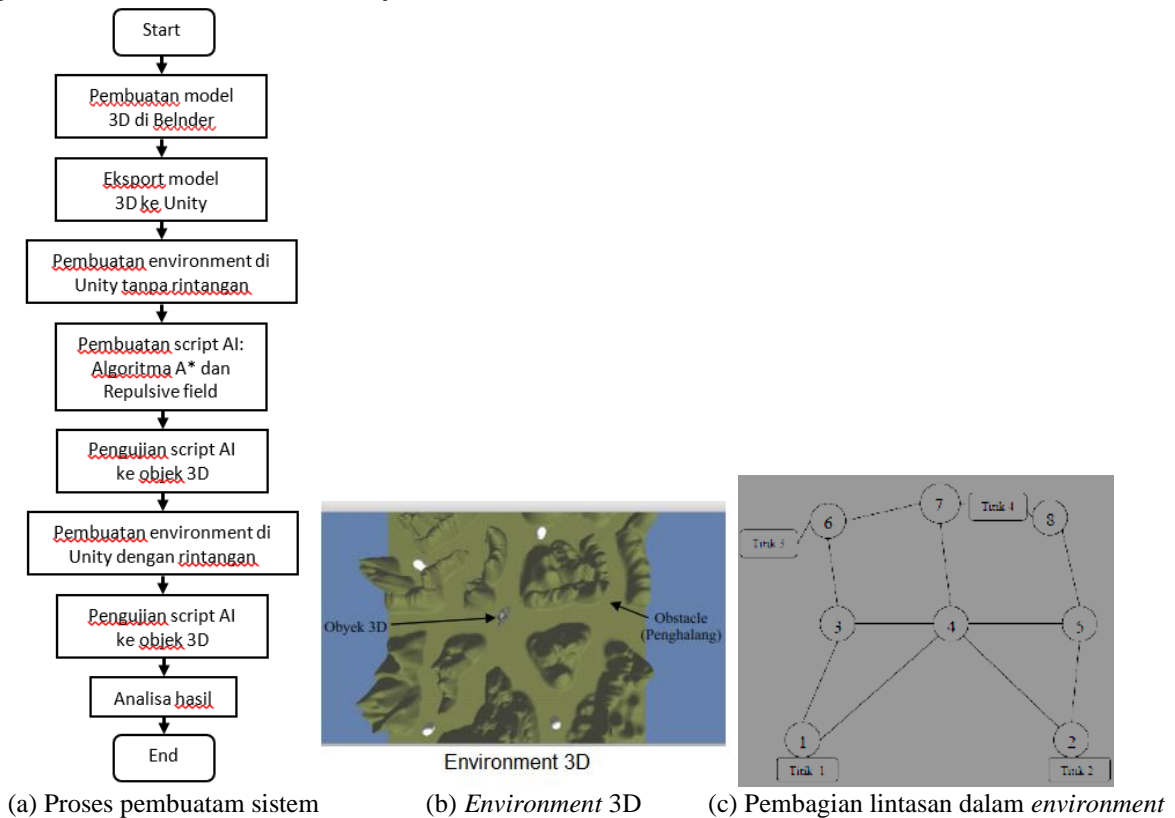 Start
Pembuatan model
3D di Belnder
Eksport model
3D ke Unity
Pembuatan environment di
Unity tanpa rintangan
Pembuatan script AI:
Algoritma A* dan
Repulsive field
Pengujian script AI
ke objek 3D
Pembuatan environment di
Unity dengan rintangan
Pengujian script AI
ke objek 3D
Analisa hasil
End
(a) Proses pembuatam sistem
Obyek 3D
Obstacle
(Penghalang)
Environment 3D
(b) Environment 3D
7
Titik 4
8
6
Titik 3
3
4
5
1
2
Titik 1
Titik 2
(c) Pembagian lintasan dalam environment